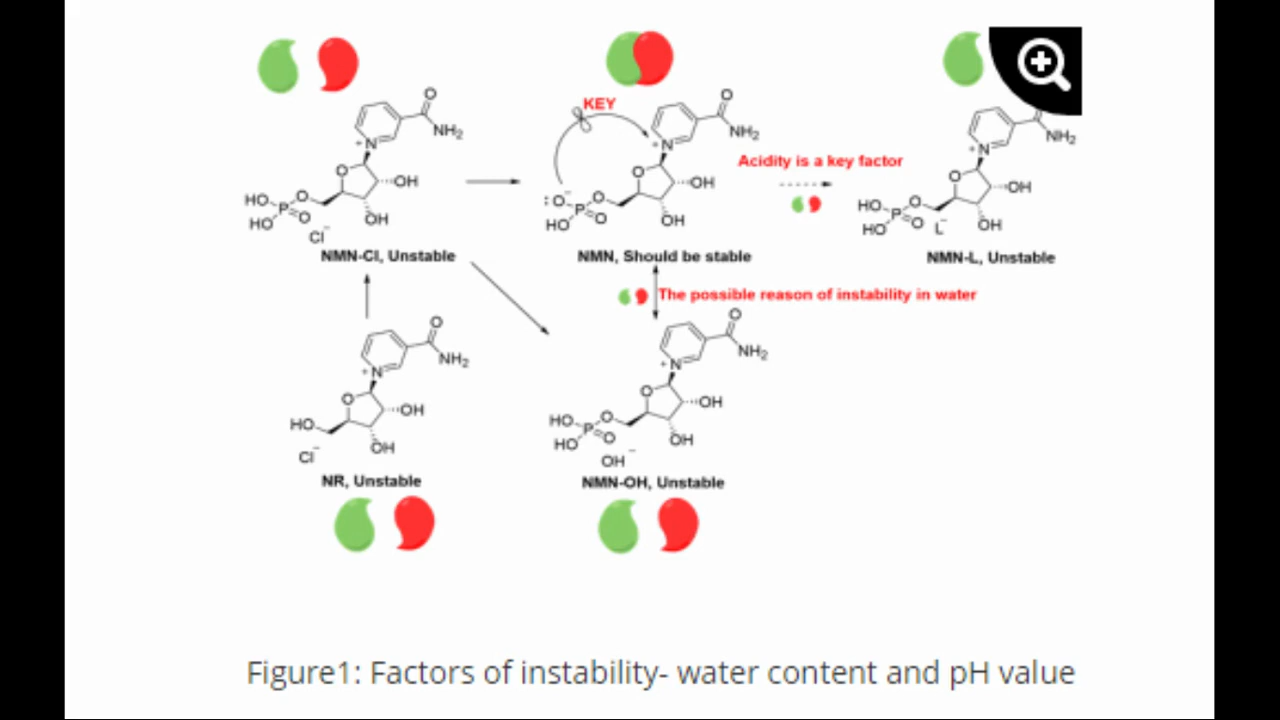 KEY
O
NH2
+
N
O
OH
HO
O
P
HO
O
OH
Cl-
NMN-Cl, Unstable
O
NH2
+
N
O
OH
:O-
O
P
HO
O
OH
NMN, Should be stable
Acidity is a key factor
NH2
+
N
O
OH
HO
O
P
HO
O
OH
L-
NMN-L, Unstable
The possible reason of instability in water
O
NH2
+
N
O
OH
HO
OH
Cl-
NR, Unstable
O
NH2
+
N
O
OH
HO
O
P
HO
O
OH
OH-
NMN-OH, Unstable
Figure1: Factors of instability- water content and pH value